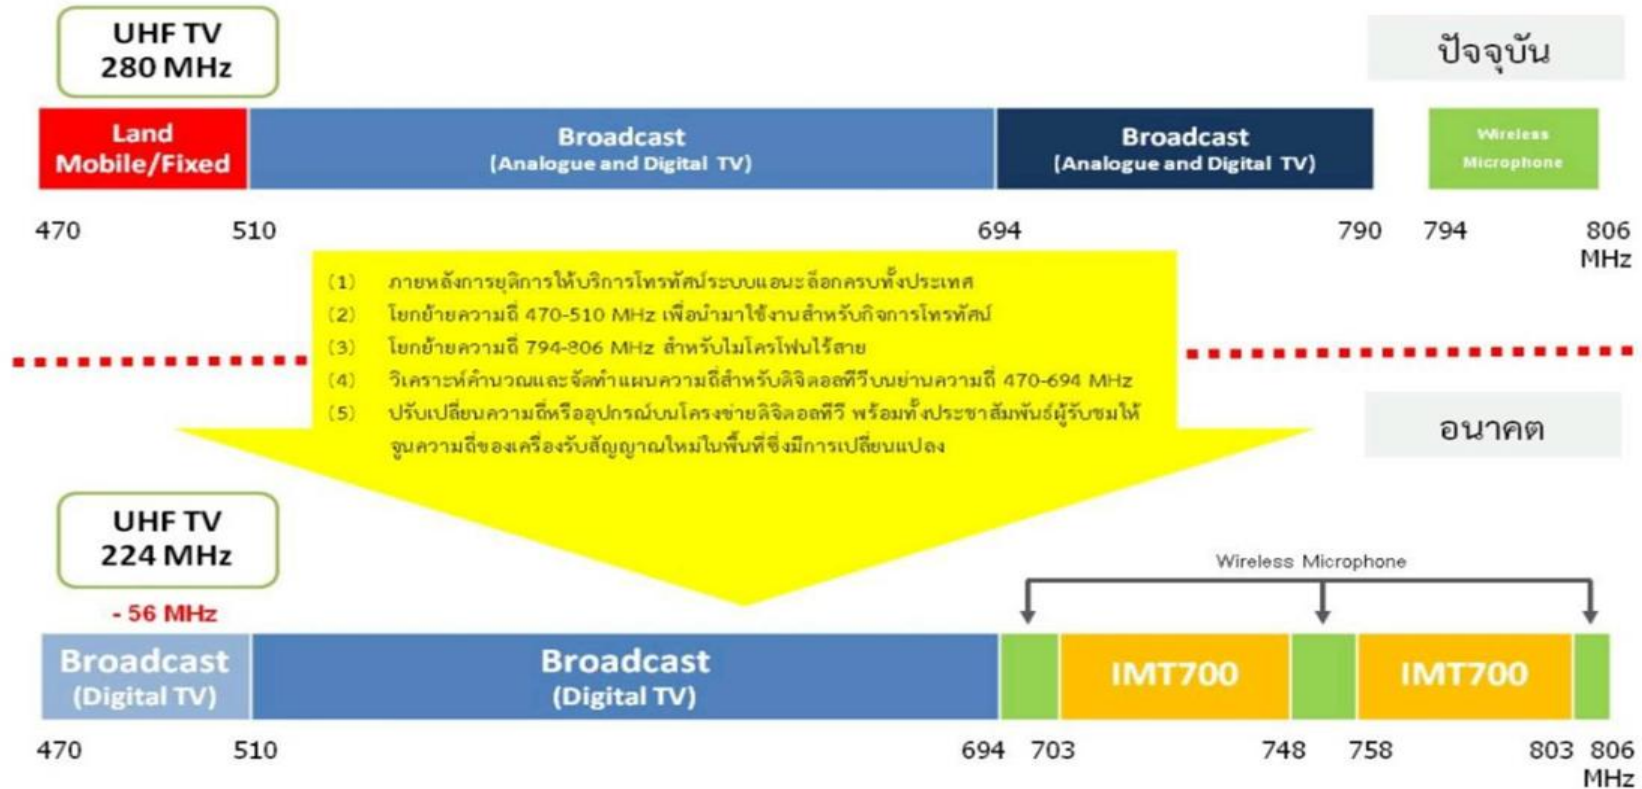 UHF TV
280 MHz
ปัจจุบัน
Land
Mobile/Fixed
Broadcast
(Analogue and Digital TV)
Broadcast
(Analogue and Digital TV)
Wireless
Microphone
470
510
694
790
794
806
MHz
(1) ภายหลังการยุติการให้บริการโทรทัศน์ระบบแอนะล็อกครบทั้งประเทศ
(2) โยกย้ายความถี่ 470-510 MHz เพื่อนำมาใช้งานสำหรับกิจการโทรทัศน์
(3) โยกย้ายความถี่ 794-806 MHz สำหรับไมโครโฟนไร้สาย
(4) วิเคราะห์คำนวณและจัดทำแผนความถี่สำหรับดิจิตอลทีวีบนย่านความถี่ 470-694 MHz
(5) ปรับเปลี่ยนความถี่หรืออุปกรณ์บนโครงข่ายดิจิตอลทีวี พร้อมทั้งประชาสัมพันธ์ผู้รับชมให้
จูนความถี่ของเครื่องรับสัญญาณใหม่ในพื้นที่ซึ่งมีการเปลี่ยนแปลง
อนาคต
UHF TV
224 MHz
- 56 MHz
Wireless Microphone
Broadcast
(Digital TV)
Broadcast
(Digital TV)
IMT700
IMT700
470
510
694
703
748
758
803
806
MHz